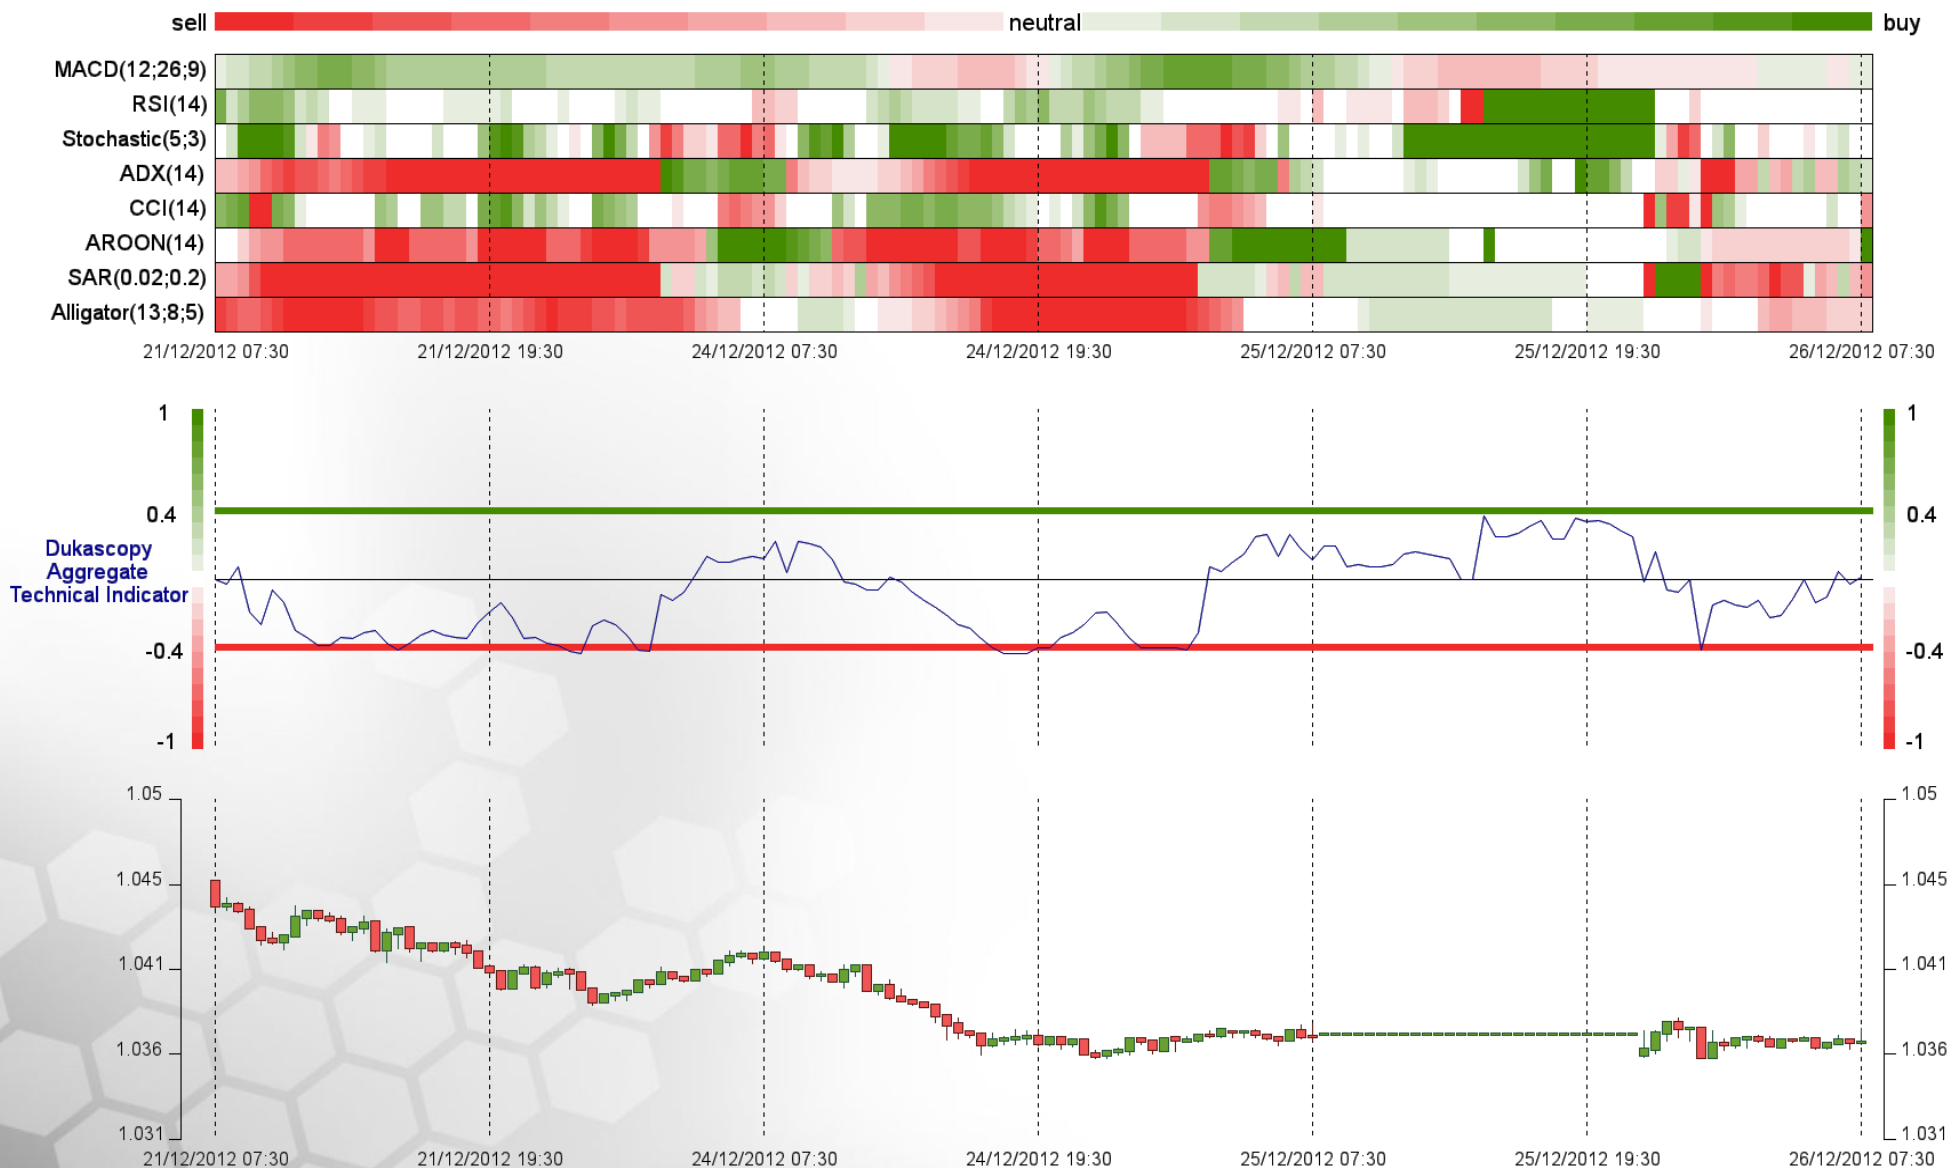 sell neutral buy
MACD(12;26;9)
RSI(14)
Stochastic(5;3)
ADX(14)
CCI(14)
AROON(14)
SAR(0.02;0.2)
Alligator(13;8;5)
21/12/2012 07:30 21/12/2012 19:30 24/12/2012 07:30 24/12/2012 19:30 25/12/2012 07:30 25/12/2012 19:30 26/12/2012 07:30
1 1
0.4 0.4
Dukascopy
Aggregate
Technical Indicator
-0.4 -0.4
-1 -1
1.05 1.05
1.045 1.045
1.041 1.041
1.036 1.036
1.031 1.031
21/12/2012 07:30 21/12/2012 19:30 24/12/2012 07:30 24/12/2012 19:30 25/12/2012 07:30 25/12/2012 19:30 26/12/2012 07:30